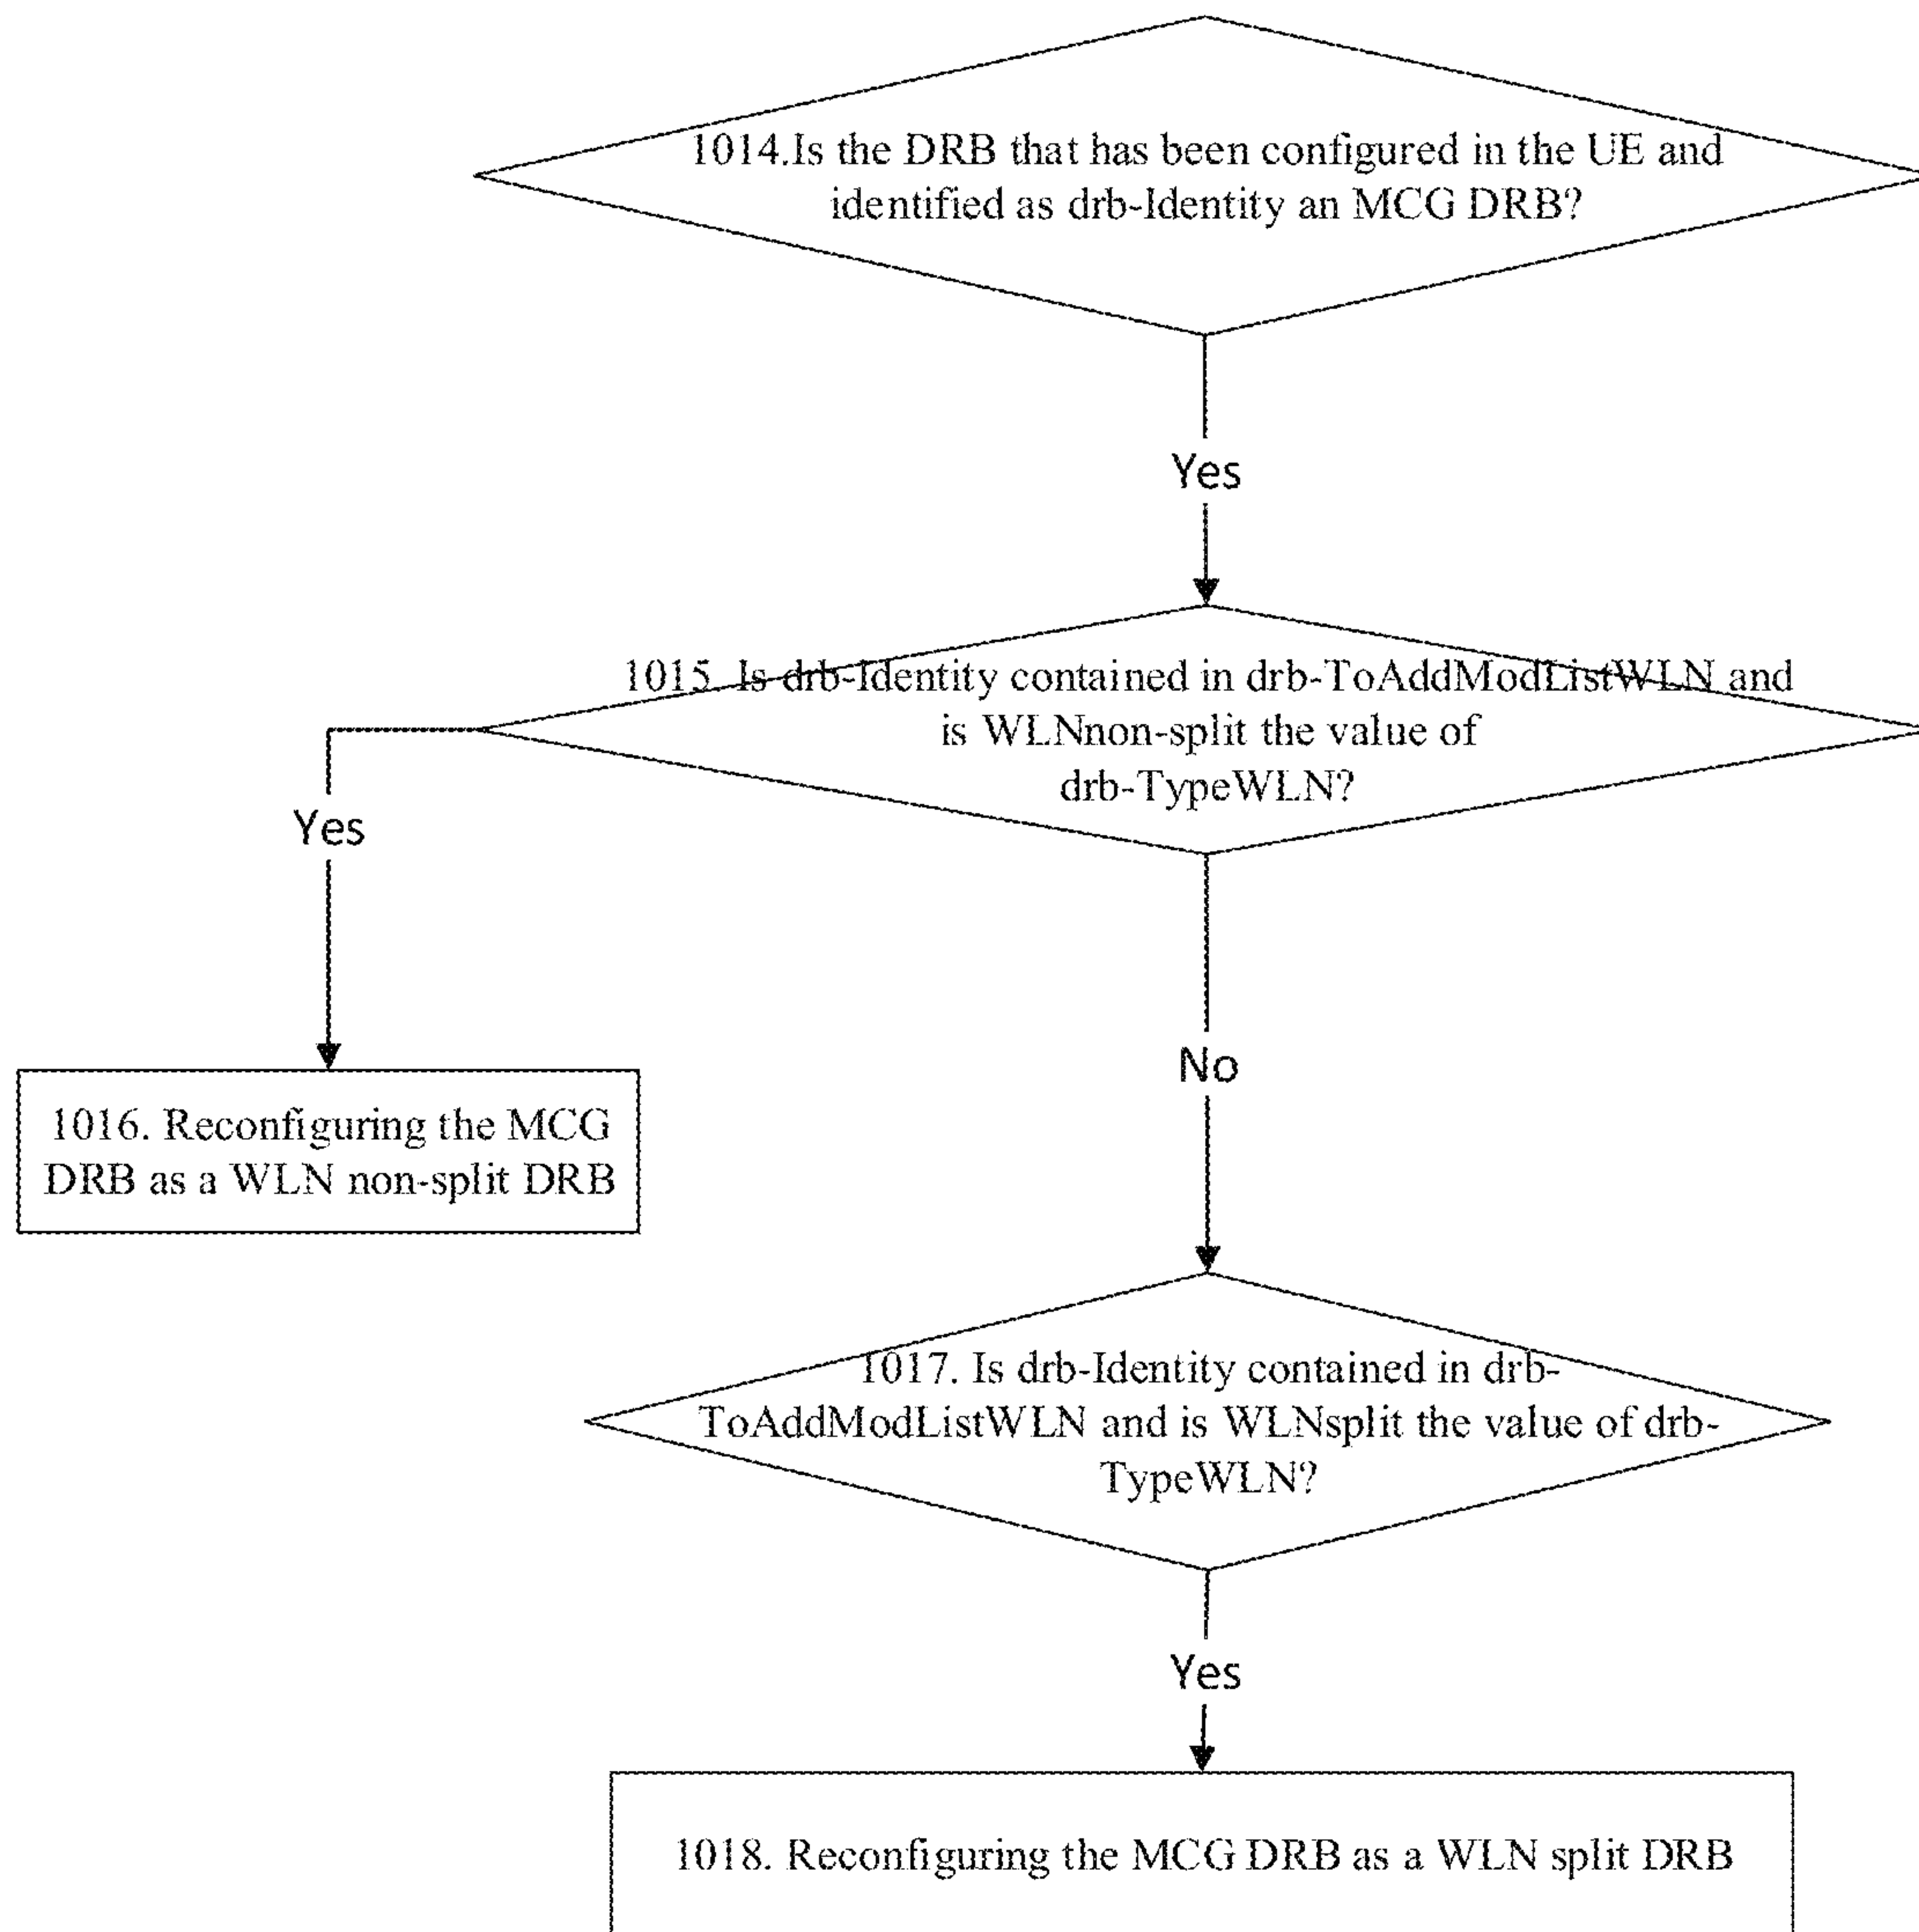 1014.Is the DRB that has been configured in the UE and
identified as drb-Identity an MCG DRB?
Yes
1015. Is drb-Identity contained in drb-ToAddModListWLN and
is WLNnon-split the value of
drb-TypeWLN?
Yes
No
1016. Reconfiguring the MCG
DRB as a WLN non-split DRB
1017. Is drb-Identity contained in drb-
ToAddModListWLN and is WLNsplit the value of drb-
TypeWLN?
Yes
1018. Reconfiguring the MCG DRB as a WLN split DRB